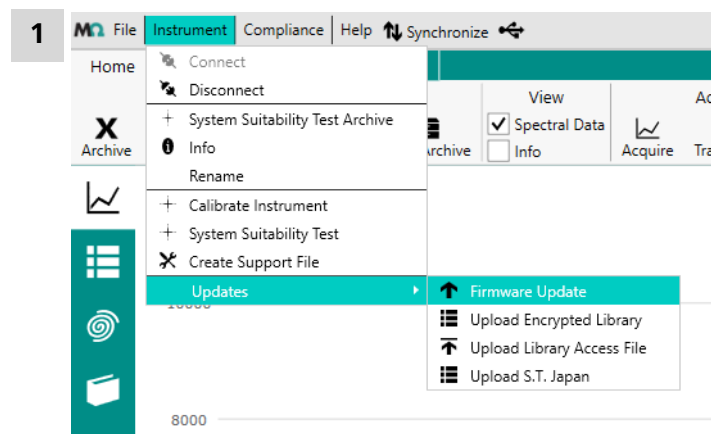 1
File Instrument Compliance Help Synchronize
Home
Connect
Disconnect
System Suitability Test Archive
Info
Rename
Calibrate Instrument
System Suitability Test
Create Support File
Updates
Firmware Update
Upload Encrypted Library
Upload Library Access File
Upload S.T. Japan
View
Spectral Data
Info
Archive
Acquire
8000